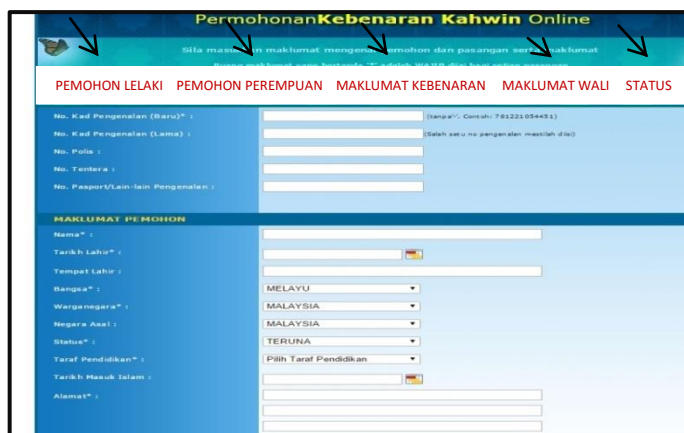 PermohonanKebenaran Kahwin Online
Sila masukkan maklumat mengenai pemohon dan pasangan serta maklumat
PEMOHON LELAKI PEMOHON PEREMPUAN MAKLUMAT KEBENARAN MAKLUMAT WALI STATUS
No. Kad Pengenalan (Baru)* : (tanpa'-'. Contoh: 781221054451)
No. Kad Pengenalan (Lama) : (Salah satu no pengenalan mestilah diisi)
No. Polis :
No. Tentera :
No. Pasport/Lain-lain Pengenalan :
MAKLUMAT PEMOHON
Nama* :
Tarikh Lahir* :
Tempat Lahir :
Bangsa* : MELAYU
Warganegara* : MALAYSIA
Negara Asal : MALAYSIA
Status* : TERUNA
Taraf Pendidikan* : Pilih Taraf Pendidikan
Tarikh Masuk Islam :
Alamat* :